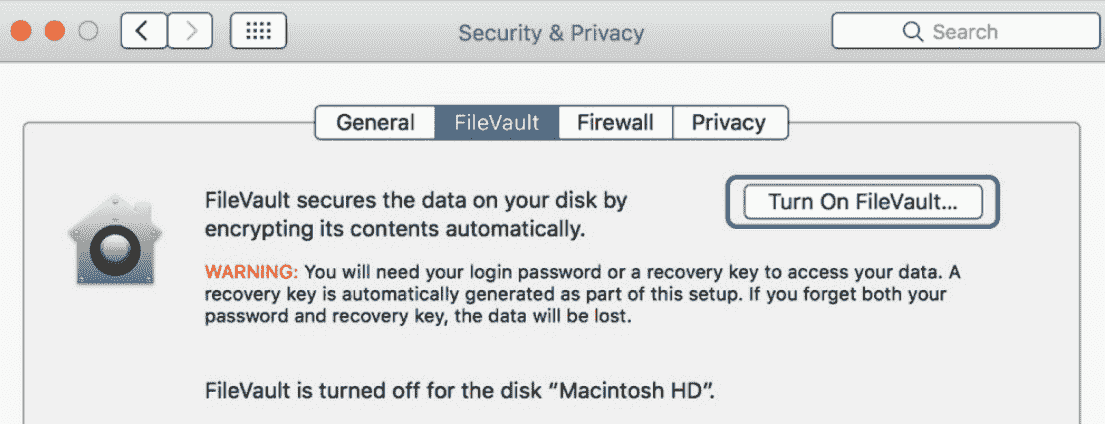 Security & Privacy
Search
General
FileVault
Firewall
Privacy
FileVault secures the data on your disk by
encrypting its contents automatically.
Turn On FileVault...
WARNING: You will need your login password or a recovery key to access your data. A
recovery key is automatically generated as part of this setup. If you forget both your
password and recovery key, the data will be lost.
FileVault is turned off for the disk “Macintosh HD”.